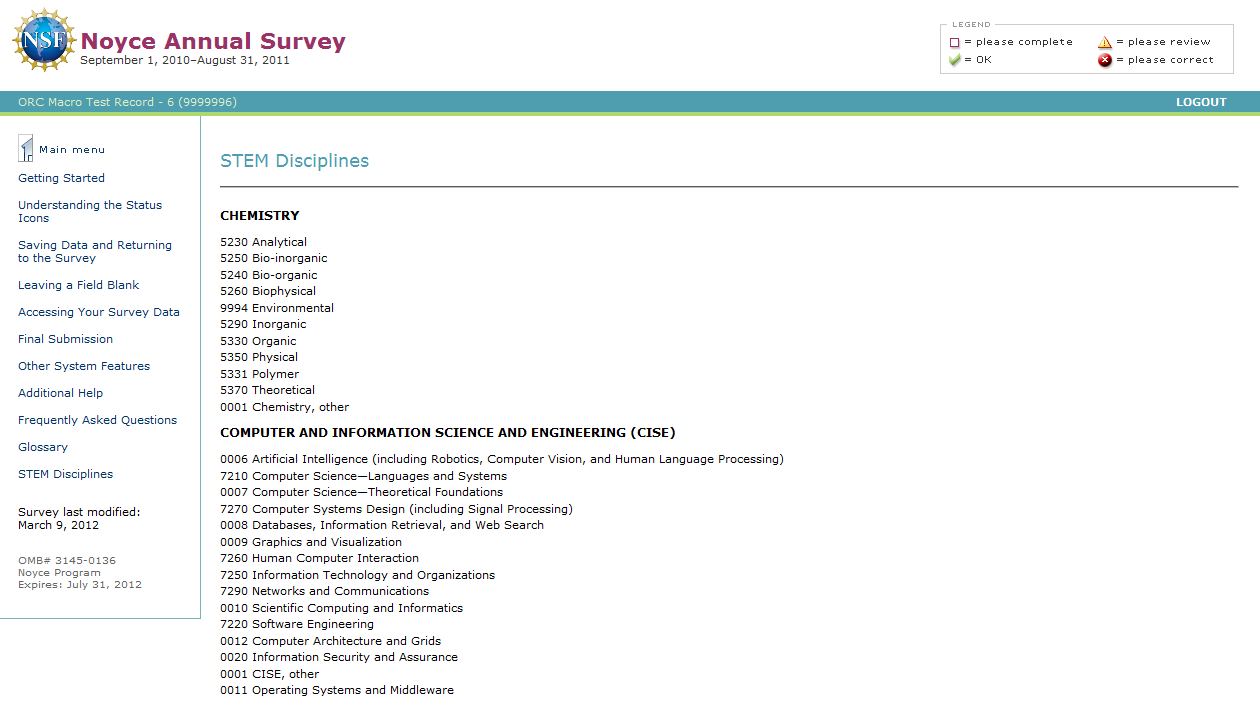 NSF
Noyce Annual Survey
September 1, 2010–August 31, 2011
LEGEND
= please complete
= please review
= OK
= please correct
ORC Macro Test Record - 6 (9999996)
LOGOUT
Main menu
Getting Started
Understanding the Status
Icons
Saving Data and Returning
to the Survey
Leaving a Field Blank
Accessing Your Survey Data
Final Submission
Other System Features
Additional Help
Frequently Asked Questions
Glossary
STEM Disciplines
Survey last modified:
March 9, 2012
OMB# 3145-0136
Noyce Program
Expires: July 31, 2012
STEM Disciplines
CHEMISTRY
5230 Analytical
5250 Bio-inorganic
5240 Bio-organic
5260 Biophysical
9994 Environmental
5290 Inorganic
5330 Organic
5350 Physical
5331 Polymer
5370 Theoretical
0001 Chemistry, other
COMPUTER AND INFORMATION SCIENCE AND ENGINEERING (CISE)
0006 Artificial Intelligence (including Robotics, Computer Vision, and Human Language Processing)
7210 Computer Science—Languages and Systems
0007 Computer Science—Theoretical Foundations
7270 Computer Systems Design (including Signal Processing)
0008 Databases, Information Retrieval, and Web Search
0009 Graphics and Visualization
7260 Human Computer Interaction
7250 Information Technology and Organizations
7290 Networks and Communications
0010 Scientific Computing and Informatics
7220 Software Engineering
0012 Computer Architecture and Grids
0020 Information Security and Assurance
0001 CISE, other
0011 Operating Systems and Middleware